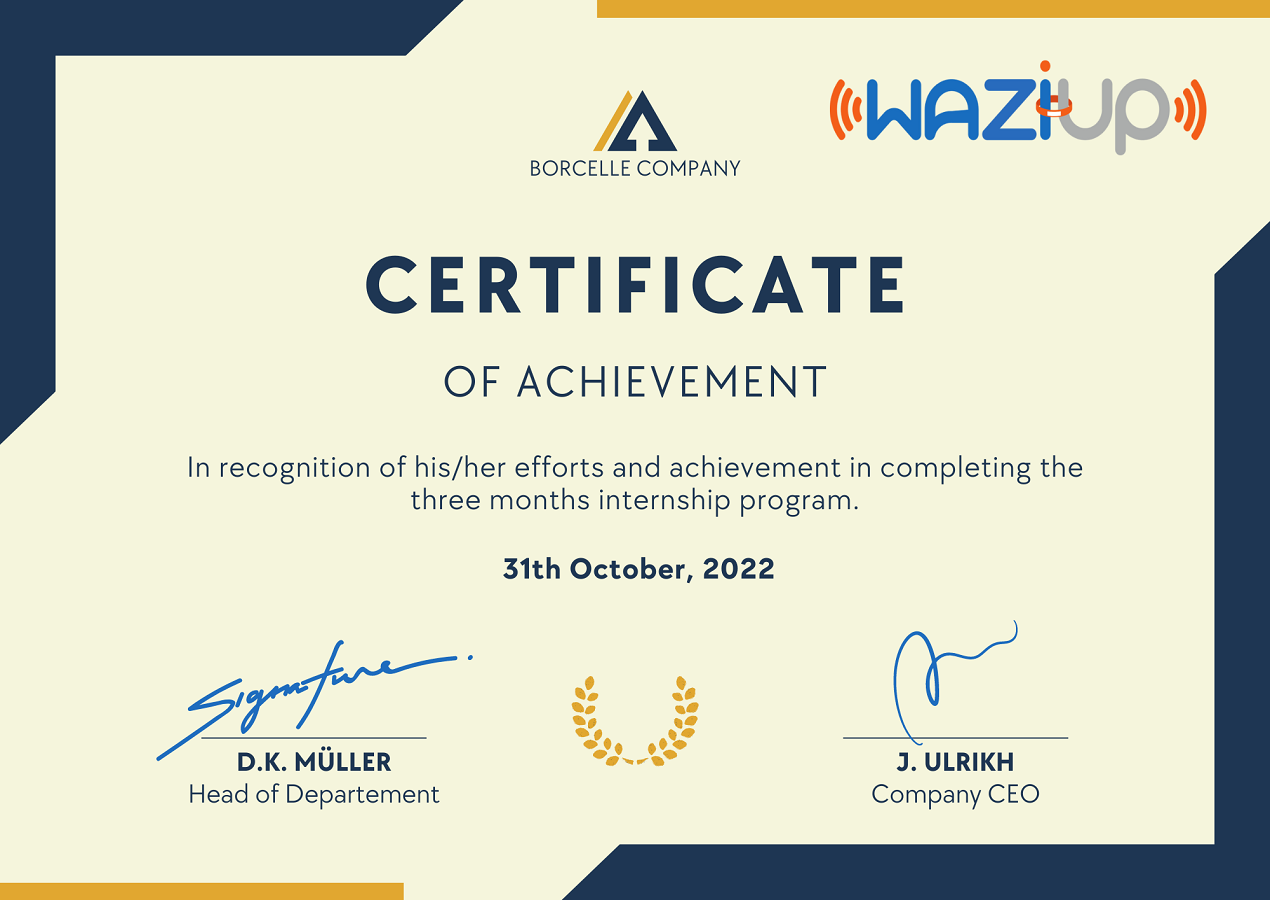 WAZIUP
BORCELLE COMPANY
CERTIFICATE
OF ACHIEVEMENT
In recognition of his/her efforts and achievement in completing the
three months internship program.
31th October, 2022
Signature
D.K. MÜLLER
Head of Departement
J. ULRIKH
Company CEO